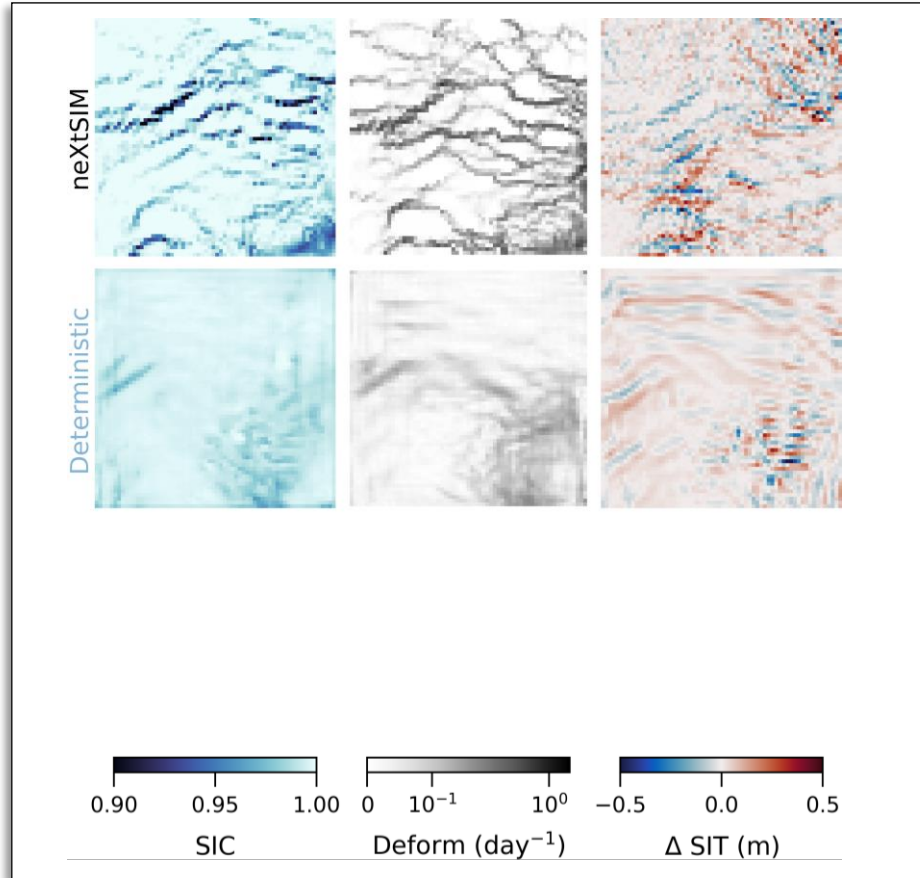 neXtSIM
Deterministic
0.90 0.95 1.00
SIC
0 10⁻¹ 10⁰
Deform (day⁻¹)
−0.5 0.0 0.5
Δ SIT (m)